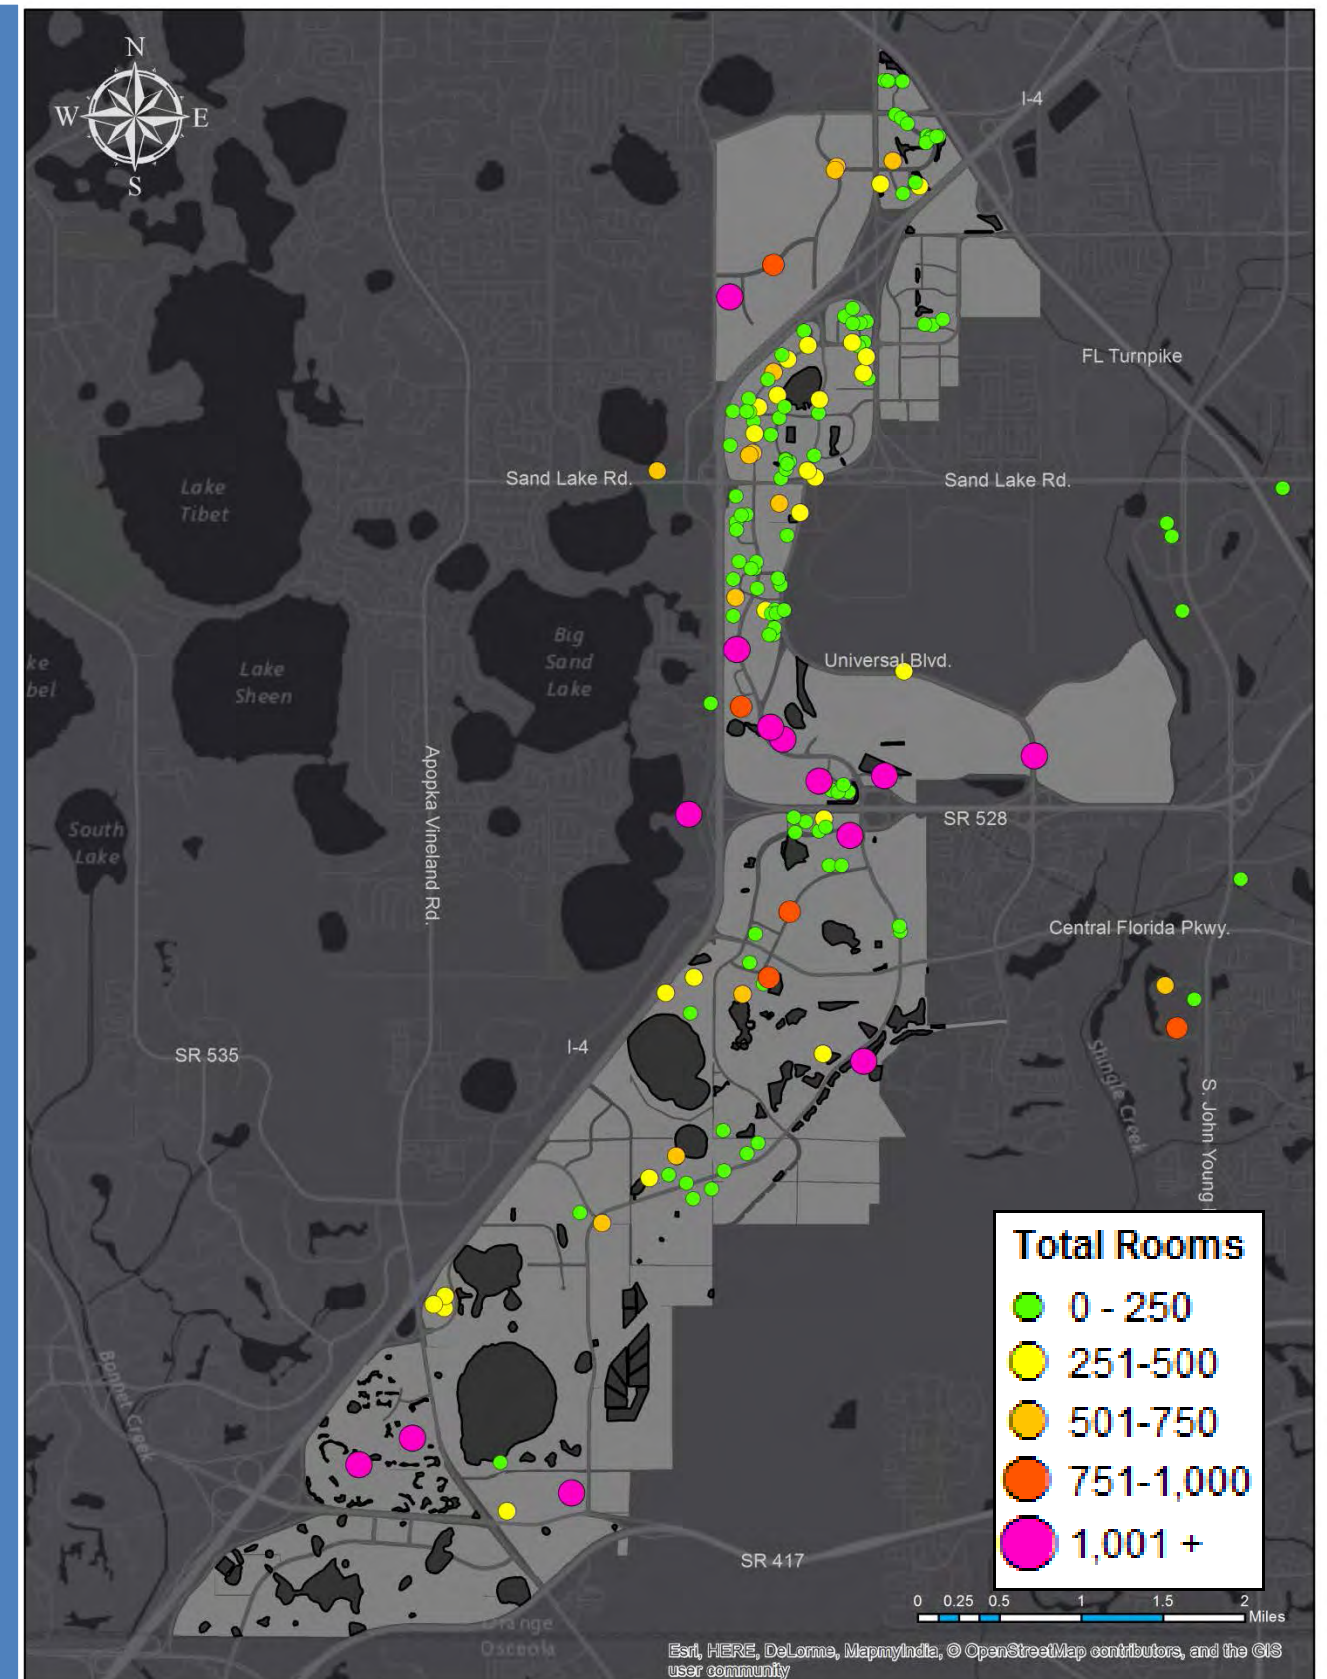 N
W E
S
I-4
FL Turnpike
Sand Lake Rd.
Sand Lake Rd.
Lake
Tibet
Big
Sand
Lake
Lake
Sheen
ke
bel
Universal Blvd.
Apopka Vineland Rd.
South
Lake
SR 528
Central Florida Pkwy.
I-4
SR 535
Shingle Creek
S. John Young
Bonnet Creek
Total Rooms
0 - 250
251-500
501-750
751-1,000
1,001 +
SR 417
0 0.25 0.5 1 1.5 2
Miles
Orange
Osceola
Esri, HERE, DeLorme, MapmyIndia, © OpenStreetMap contributors, and the GIS
user community